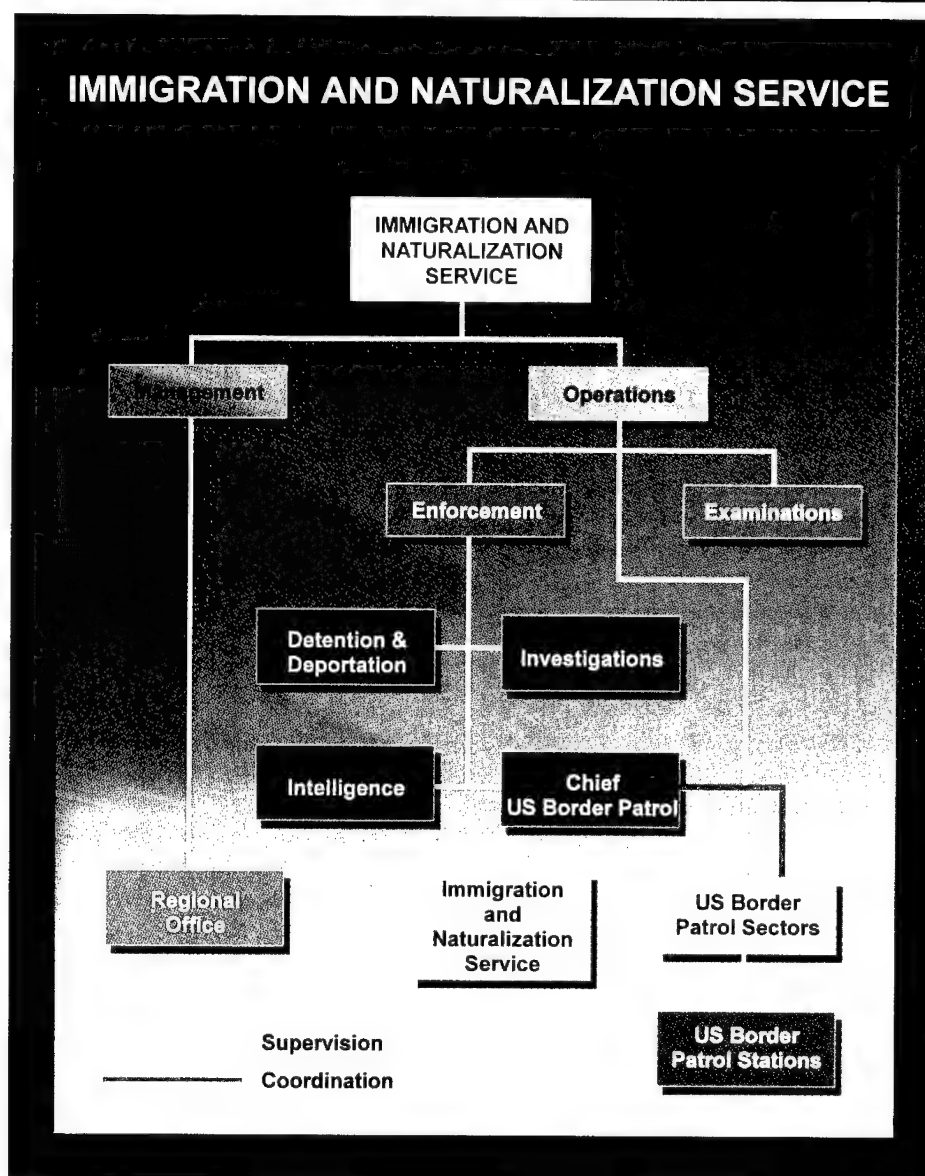 IMMIGRATION AND NATURALIZATION SERVICE
IMMIGRATION AND
NATURALIZATION
SERVICE
Management
Operations
Enforcement
Examinations
Detention &
Deportation
Investigations
Intelligence
Chief
US Border Patrol
Regional
Office
Immigration
and
Naturalization
Service
US Border
Patrol Sectors
US Border
Patrol Stations
Supervision
Coordination